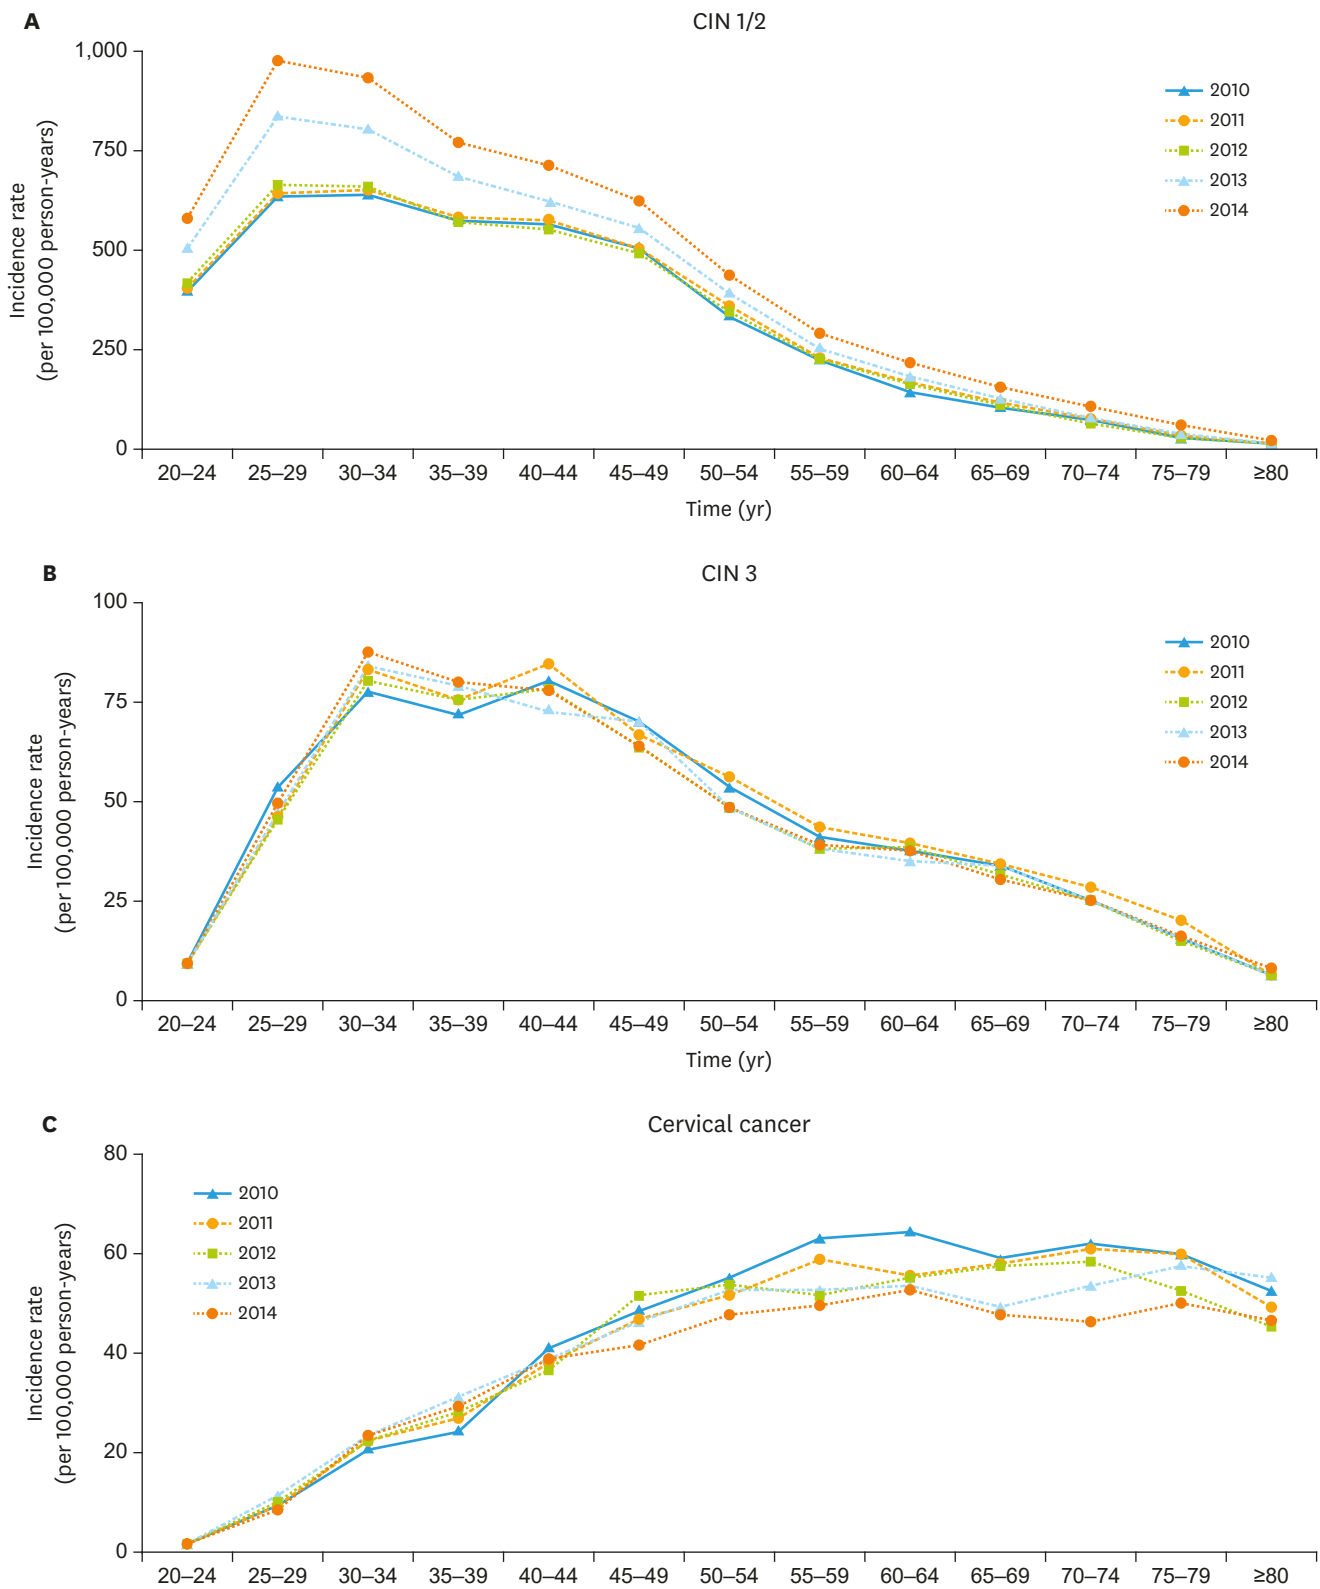 A
CIN 1/2
Incidence rate
(per 100,000 person-years)
1,000
750
500
250
0
2010
2011
2012
2013
2014
20–24 25–29 30–34 35–39 40–44 45–49 50–54 55–59 60–64 65–69 70–74 75–79 ≥80
Time (yr)
B
CIN 3
Incidence rate
(per 100,000 person-years)
100
75
50
25
0
2010
2011
2012
2013
2014
20–24 25–29 30–34 35–39 40–44 45–49 50–54 55–59 60–64 65–69 70–74 75–79 ≥80
Time (yr)
C
Cervical cancer
Incidence rate
(per 100,000 person-years)
80
60
40
20
0
2010
2011
2012
2013
2014
20–24 25–29 30–34 35–39 40–44 45–49 50–54 55–59 60–64 65–69 70–74 75–79 ≥80